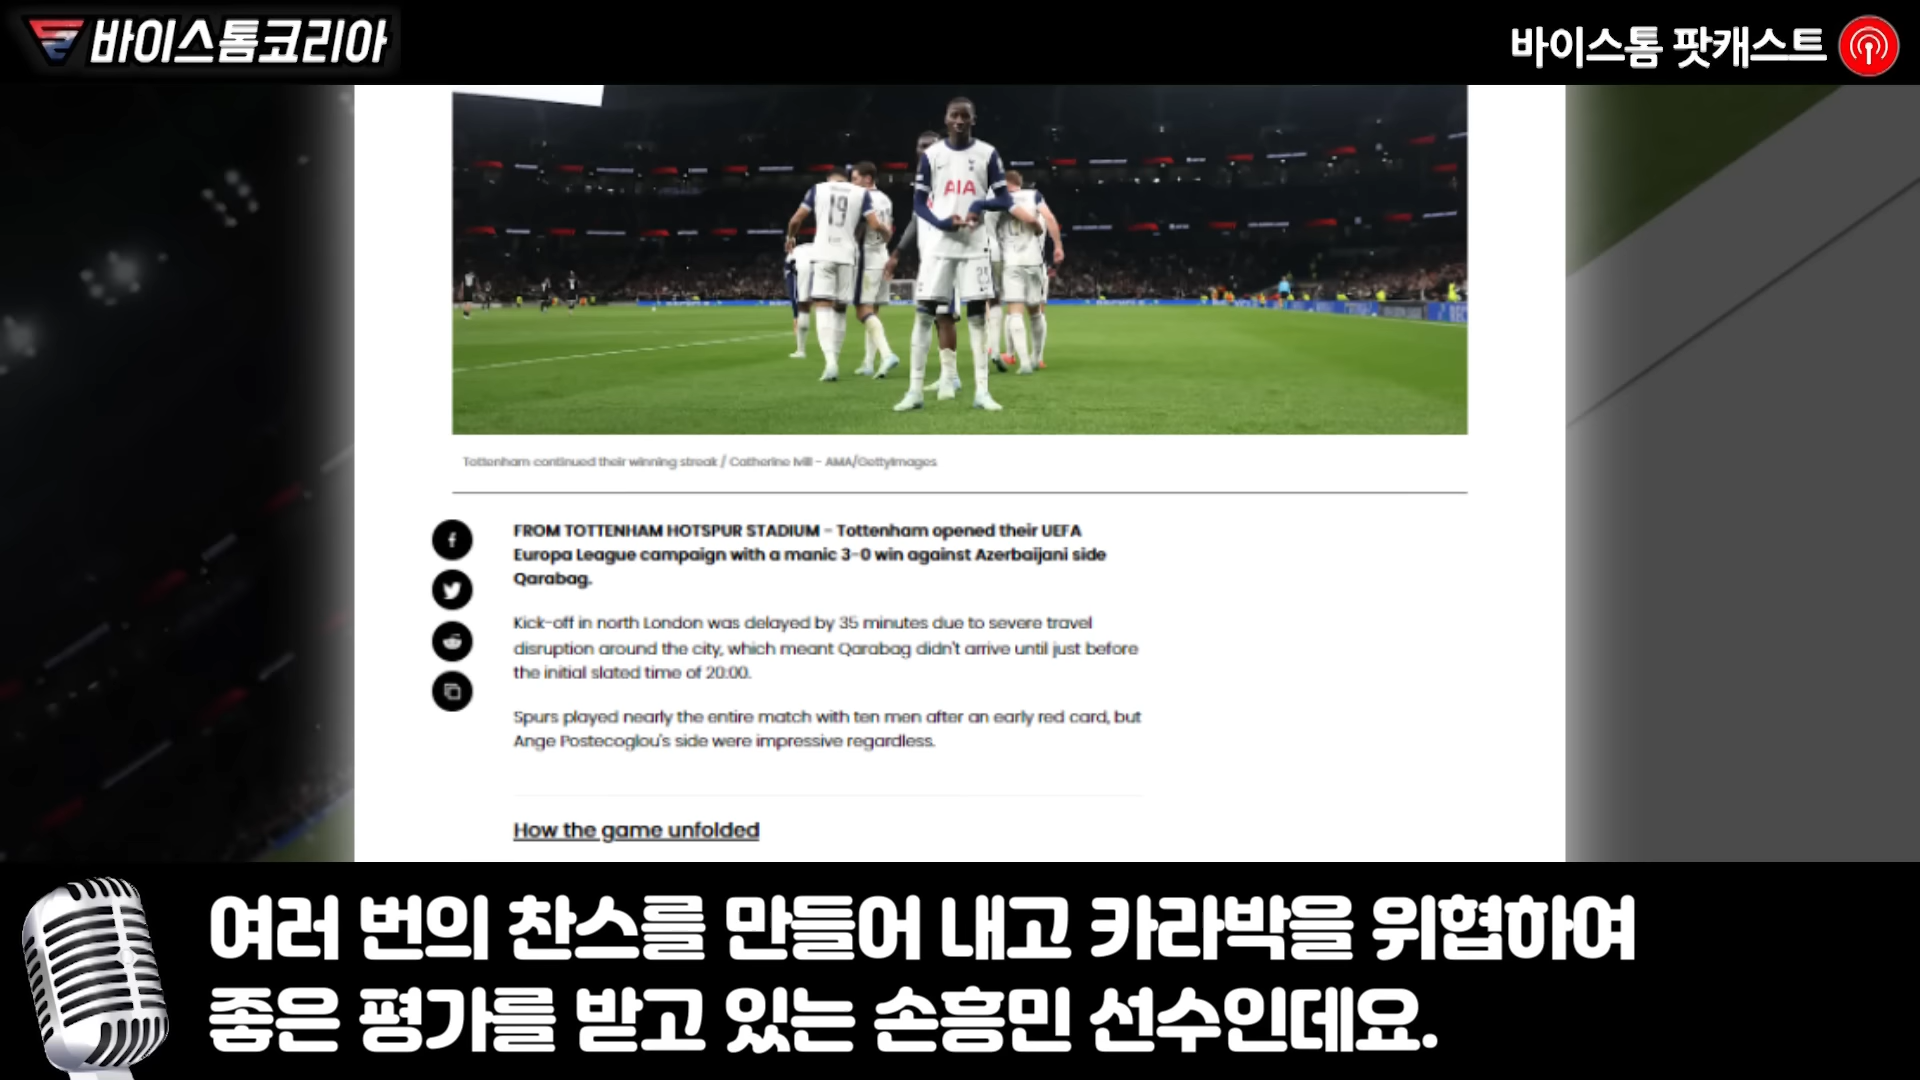 바이스톰코리아
바이스톰 팟캐스트
19
AIA
Tottenham continued their winning streak / Catherine Ivill - AMA/GettyImages
FROM TOTTENHAM HOTSPUR STADIUM - Tottenham opened their UEFA
Europa League campaign with a manic 3-0 win against Azerbaijani side
Qarabag.
Kick-off in north London was delayed by 35 minutes due to severe travel
disruption around the city, which meant Qarabag didn't arrive until just before
the initial slated time of 20:00.
Spurs played nearly the entire match with ten men after an early red card, but
Ange Postecoglou's side were impressive regardless.
How the game unfolded
여러 번의 찬스를 만들어 내고 카라박을 위협하여
좋은 평가를 받고 있는 손흥민 선수인데요.